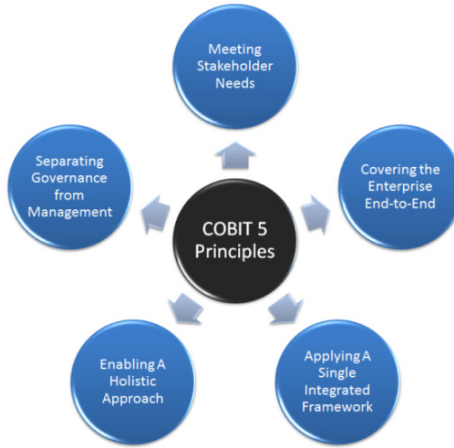 Meeting
Stakeholder
Needs
Separating
Governance
from
Management
Covering the
Enterprise
End-to-End
COBIT 5
Principles
Enabling A
Holistic
Approach
Applying A
Single
Integrated
Framework